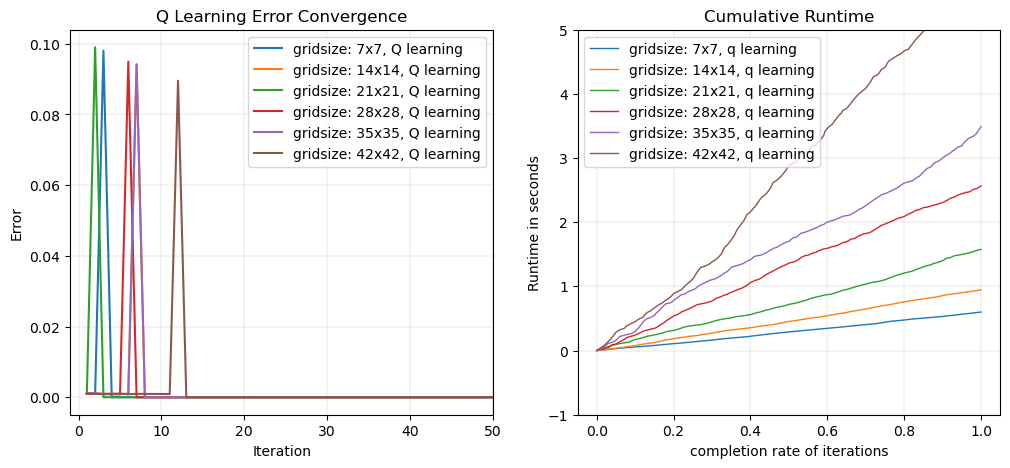 Q Learning Error Convergence
Error
0.10
0.08
0.06
0.04
0.02
0.00
gridsize: 7x7, Q learning
gridsize: 14x14, Q learning
gridsize: 21x21, Q learning
gridsize: 28x28, Q learning
gridsize: 35x35, Q learning
gridsize: 42x42, Q learning
0 10 20 30 40 50
Iteration
Cumulative Runtime
Runtime in seconds
5
4
3
2
1
0
-1
gridsize: 7x7, q learning
gridsize: 14x14, q learning
gridsize: 21x21, q learning
gridsize: 28x28, q learning
gridsize: 35x35, q learning
gridsize: 42x42, q learning
0.0 0.2 0.4 0.6 0.8 1.0
completion rate of iterations